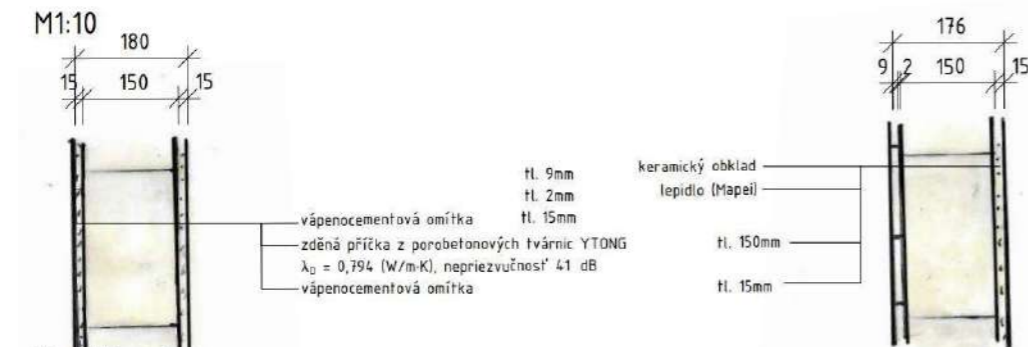 M1:10
180
15 150 15
176
9 2 150 15
tl. 9mm
tl. 2mm
tl. 15mm
vápenocementová omítka
zděná příčka z porobetonových tvárnic YTONG
λD = 0,794 (W/m·K), nepriezvučnosť 41 dB
vápenocementová omítka
keramický obklad
lepidlo (Mapei)
tl. 150mm
tl. 15mm